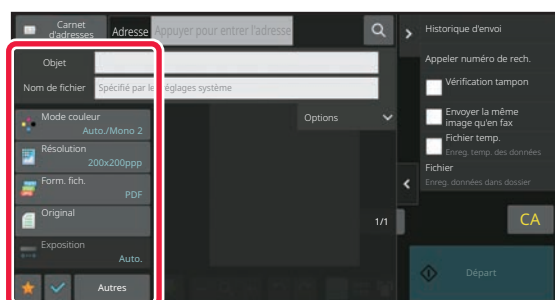 Carnet
d'adresses
Adresse
Appuyer pour entrer l'adresse
Objet
Nom de fichier
Spécifié par les réglages système
Mode couleur
Auto./Mono 2
Options
Résolution
200x200ppp
Form. fich.
PDF
Original
1/1
Exposition
Auto.
Autres
Historique d'envoi
Appeler numéro de rech.
Vérification tampon
Envoyer la même
image qu'en fax
Fichier temp.
Enreg. temp. des données
Fichier
Enreg. données dans dossier
CA
Départ